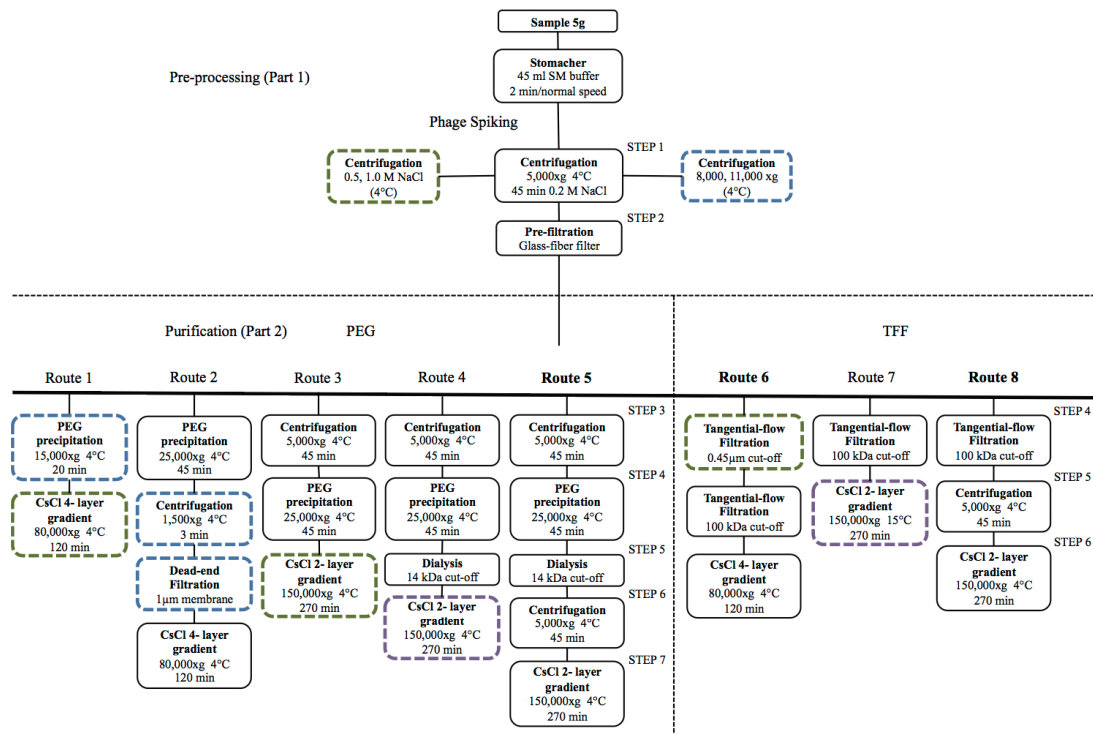 Sample 5g
Stomacher
45 ml SM buffer
2 min/normal speed
Pre-processing (Part 1)
Phage Spiking
STEP 1
Centrifugation
0.5, 1.0 M NaCl
(4°C)
Centrifugation
5,000xg 4°C
45 min 0.2 M NaCl
Centrifugation
8,000, 11,000 xg
(4°C)
STEP 2
Pre-filtration
Glass-fiber filter
Purification (Part 2)
PEG
TFF
Route 1
PEG
precipitation
15,000xg 4°C
20 min
CsCl 4- layer
gradient
80,000xg 4°C
120 min
Route 2
PEG
precipitation
25,000xg 4°C
45 min
Centrifugation
1,500xg 4°C
3 min
Dead-end
Filtration
1µm membrane
CsCl 4- layer
gradient
80,000xg 4°C
120 min
Route 3
Centrifugation
5,000xg 4°C
45 min
PEG
precipitation
25,000xg 4°C
45 min
CsCl 2- layer
gradient
150,000xg 4°C
270 min
Route 4
Centrifugation
5,000xg 4°C
45 min
PEG
precipitation
25,000xg 4°C
45 min
Dialysis
14 kDa cut-off
CsCl 2- layer
gradient
150,000xg 4°C
270 min
Route 5
STEP 3
Centrifugation
5,000xg 4°C
45 min
STEP 4
PEG
precipitation
25,000xg 4°C
45 min
STEP 5
Dialysis
14 kDa cut-off
STEP 6
Centrifugation
5,000xg 4°C
45 min
STEP 7
CsCl 2- layer
gradient
150,000xg 4°C
270 min
Route 6
Tangential-flow
Filtration
0.45µm cut-off
Tangential-flow
Filtration
100 kDa cut-off
CsCl 4- layer
gradient
80,000xg 4°C
120 min
Route 7
Tangential-flow
Filtration
100 kDa cut-off
CsCl 2- layer
gradient
150,000xg 15°C
270 min
Route 8
STEP 4
Tangential-flow
Filtration
100 kDa cut-off
STEP 5
Centrifugation
5,000xg 4°C
45 min
STEP 6
CsCl 2- layer
gradient
150,000xg 4°C
270 min